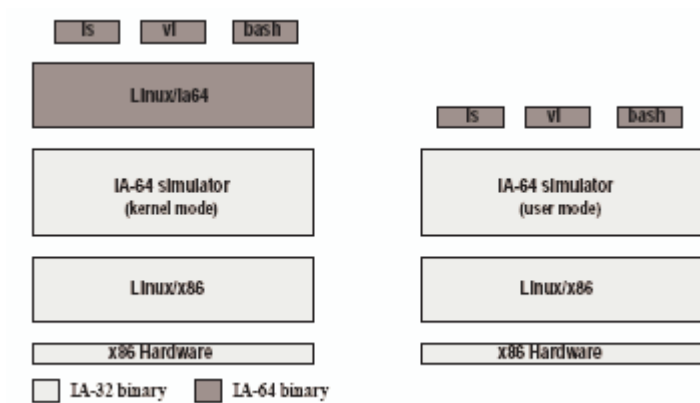 ls vi bash
Linux/ia64
IA-64 simulator
(kernel mode)
Linux/x86
x86 Hardware
ls vi bash
IA-64 simulator
(user mode)
Linux/x86
x86 Hardware
IA-32 binary IA-64 binary